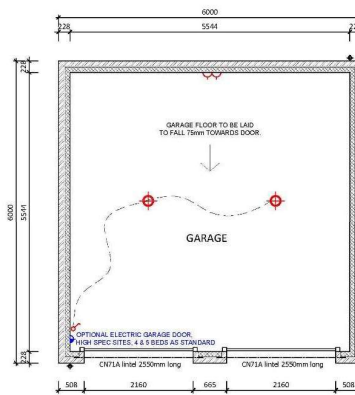 6000
228
5544
228
228
GARAGE FLOOR TO BE LAID
TO FALL 75mm TOWARDS DOOR.
6000
5544
GARAGE
OPTIONAL ELECTRIC GARAGE DOOR,
HIGH SPEC SITES, 4 & 5 BEDS AS STANDARD
228
CN71A lintel 2550mm long
CN71A lintel 2550mm long
508
2160
665
2160
508